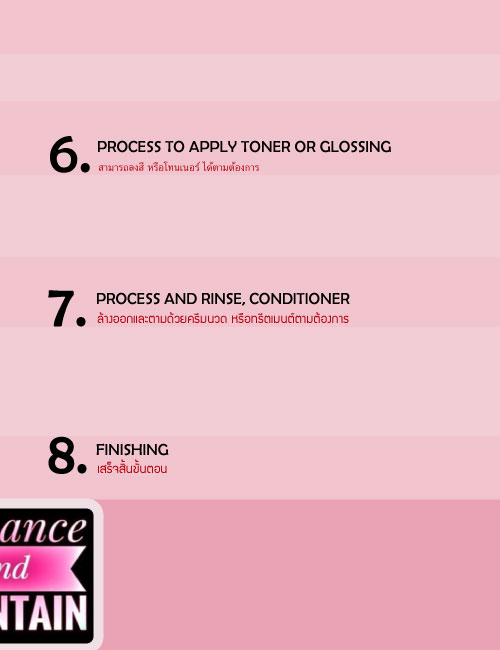 6. PROCESS TO APPLY TONER OR GLOSSING
สามารถลงสี หรือโทนเนอร์ ได้ตามต้องการ
7. PROCESS AND RINSE, CONDITIONER
ล้างออกและตามด้วยครีมนวด หรือทรีตเมนต์ตามต้องการ
8. FINISHING
เสร็จสิ้นขั้นตอน
ance
nd
NTAIN